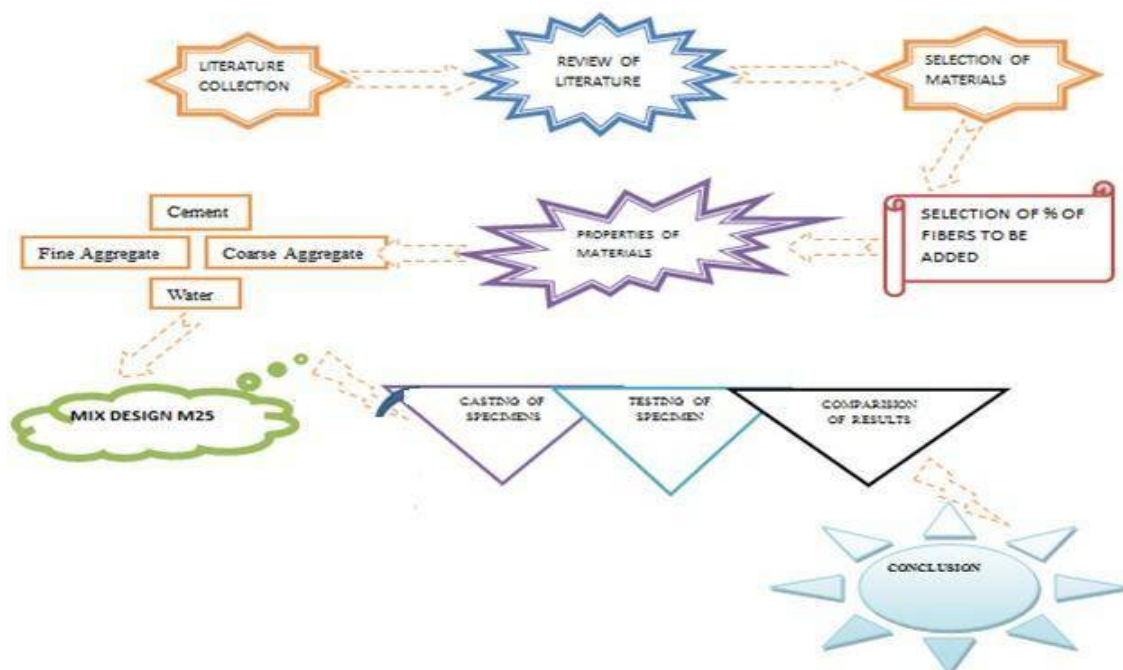 LITERATURE
COLLECTION
REVIEW OF
LITERATURE
SELECTION OF
MATERIALS
SELECTION OF % OF
FIBERS TO BE
ADDED
PROPERTIES OF
MATERIALS
Cement
Fine Aggregate
Coarse Aggregate
Water
MIX DESIGN M25
CASTING OF
SPECIMENS
TESTING OF
SPECIMEN
COMPARISION
OF RESULTS
CONCLUSION